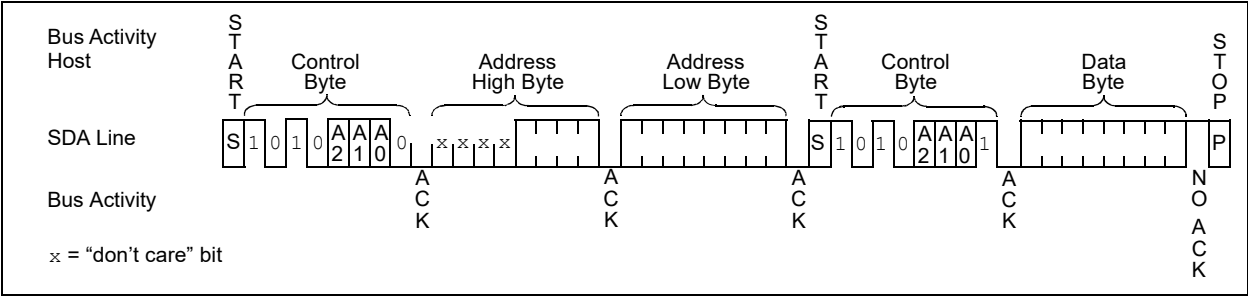 Bus Activity
Host
START
Control
Byte
Address
High Byte
Address
Low Byte
START
Control
Byte
Data
Byte
STOP
SDA Line
S 1 0 1 0 A2 A1 A0 0 x x x x S 1 0 1 0 A2 A1 A0 1 P
Bus Activity
ACK
ACK
ACK
ACK
NO ACK
x = “don’t care” bit